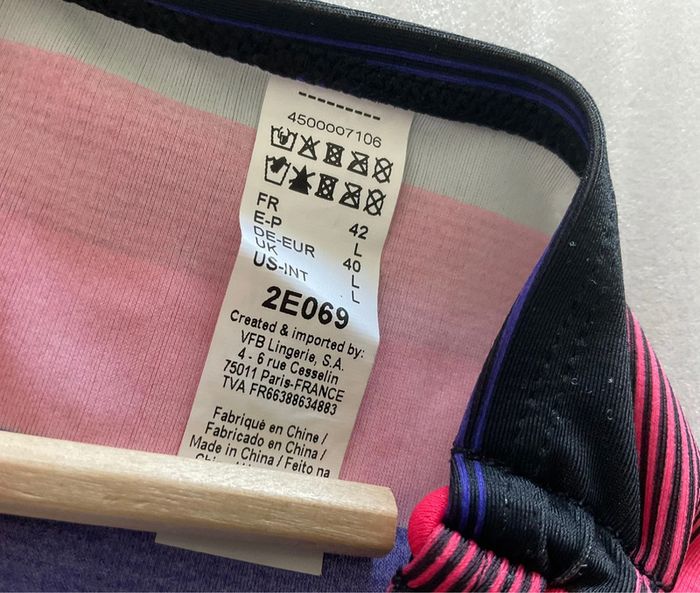 4500007106
FR 42
E-P L
DE-EUR 40
UK L
US-INT L
2E069
Created & imported by:
VFB Lingerie, S.A.
4 - 6 rue Cesselin
75011 Paris-FRANCE
TVA FR66388634883
Fabriqué en Chine /
Fabricado en China /
Made in China / Feito na